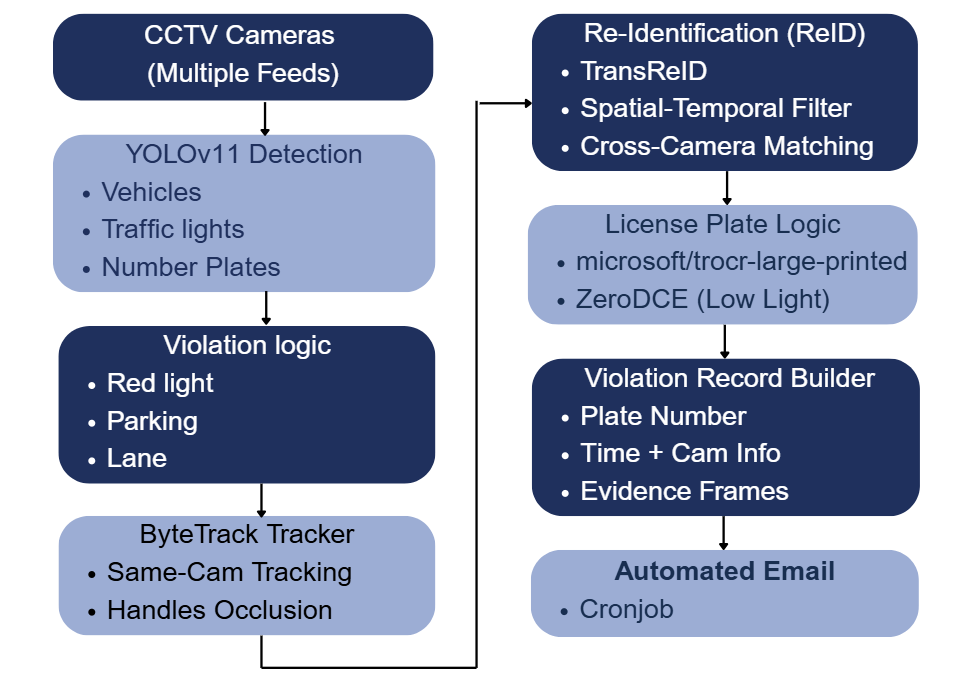 CCTV Cameras
(Multiple Feeds)
YOLOv11 Detection
• Vehicles
• Traffic lights
• Number Plates
Violation logic
• Red light
• Parking
• Lane
ByteTrack Tracker
• Same-Cam Tracking
• Handles Occlusion
Re-Identification (ReID)
• TransReID
• Spatial-Temporal Filter
• Cross-Camera Matching
License Plate Logic
• microsoft/trocr-large-printed
• ZeroDCE (Low Light)
Violation Record Builder
• Plate Number
• Time + Cam Info
• Evidence Frames
Automated Email
• Cronjob